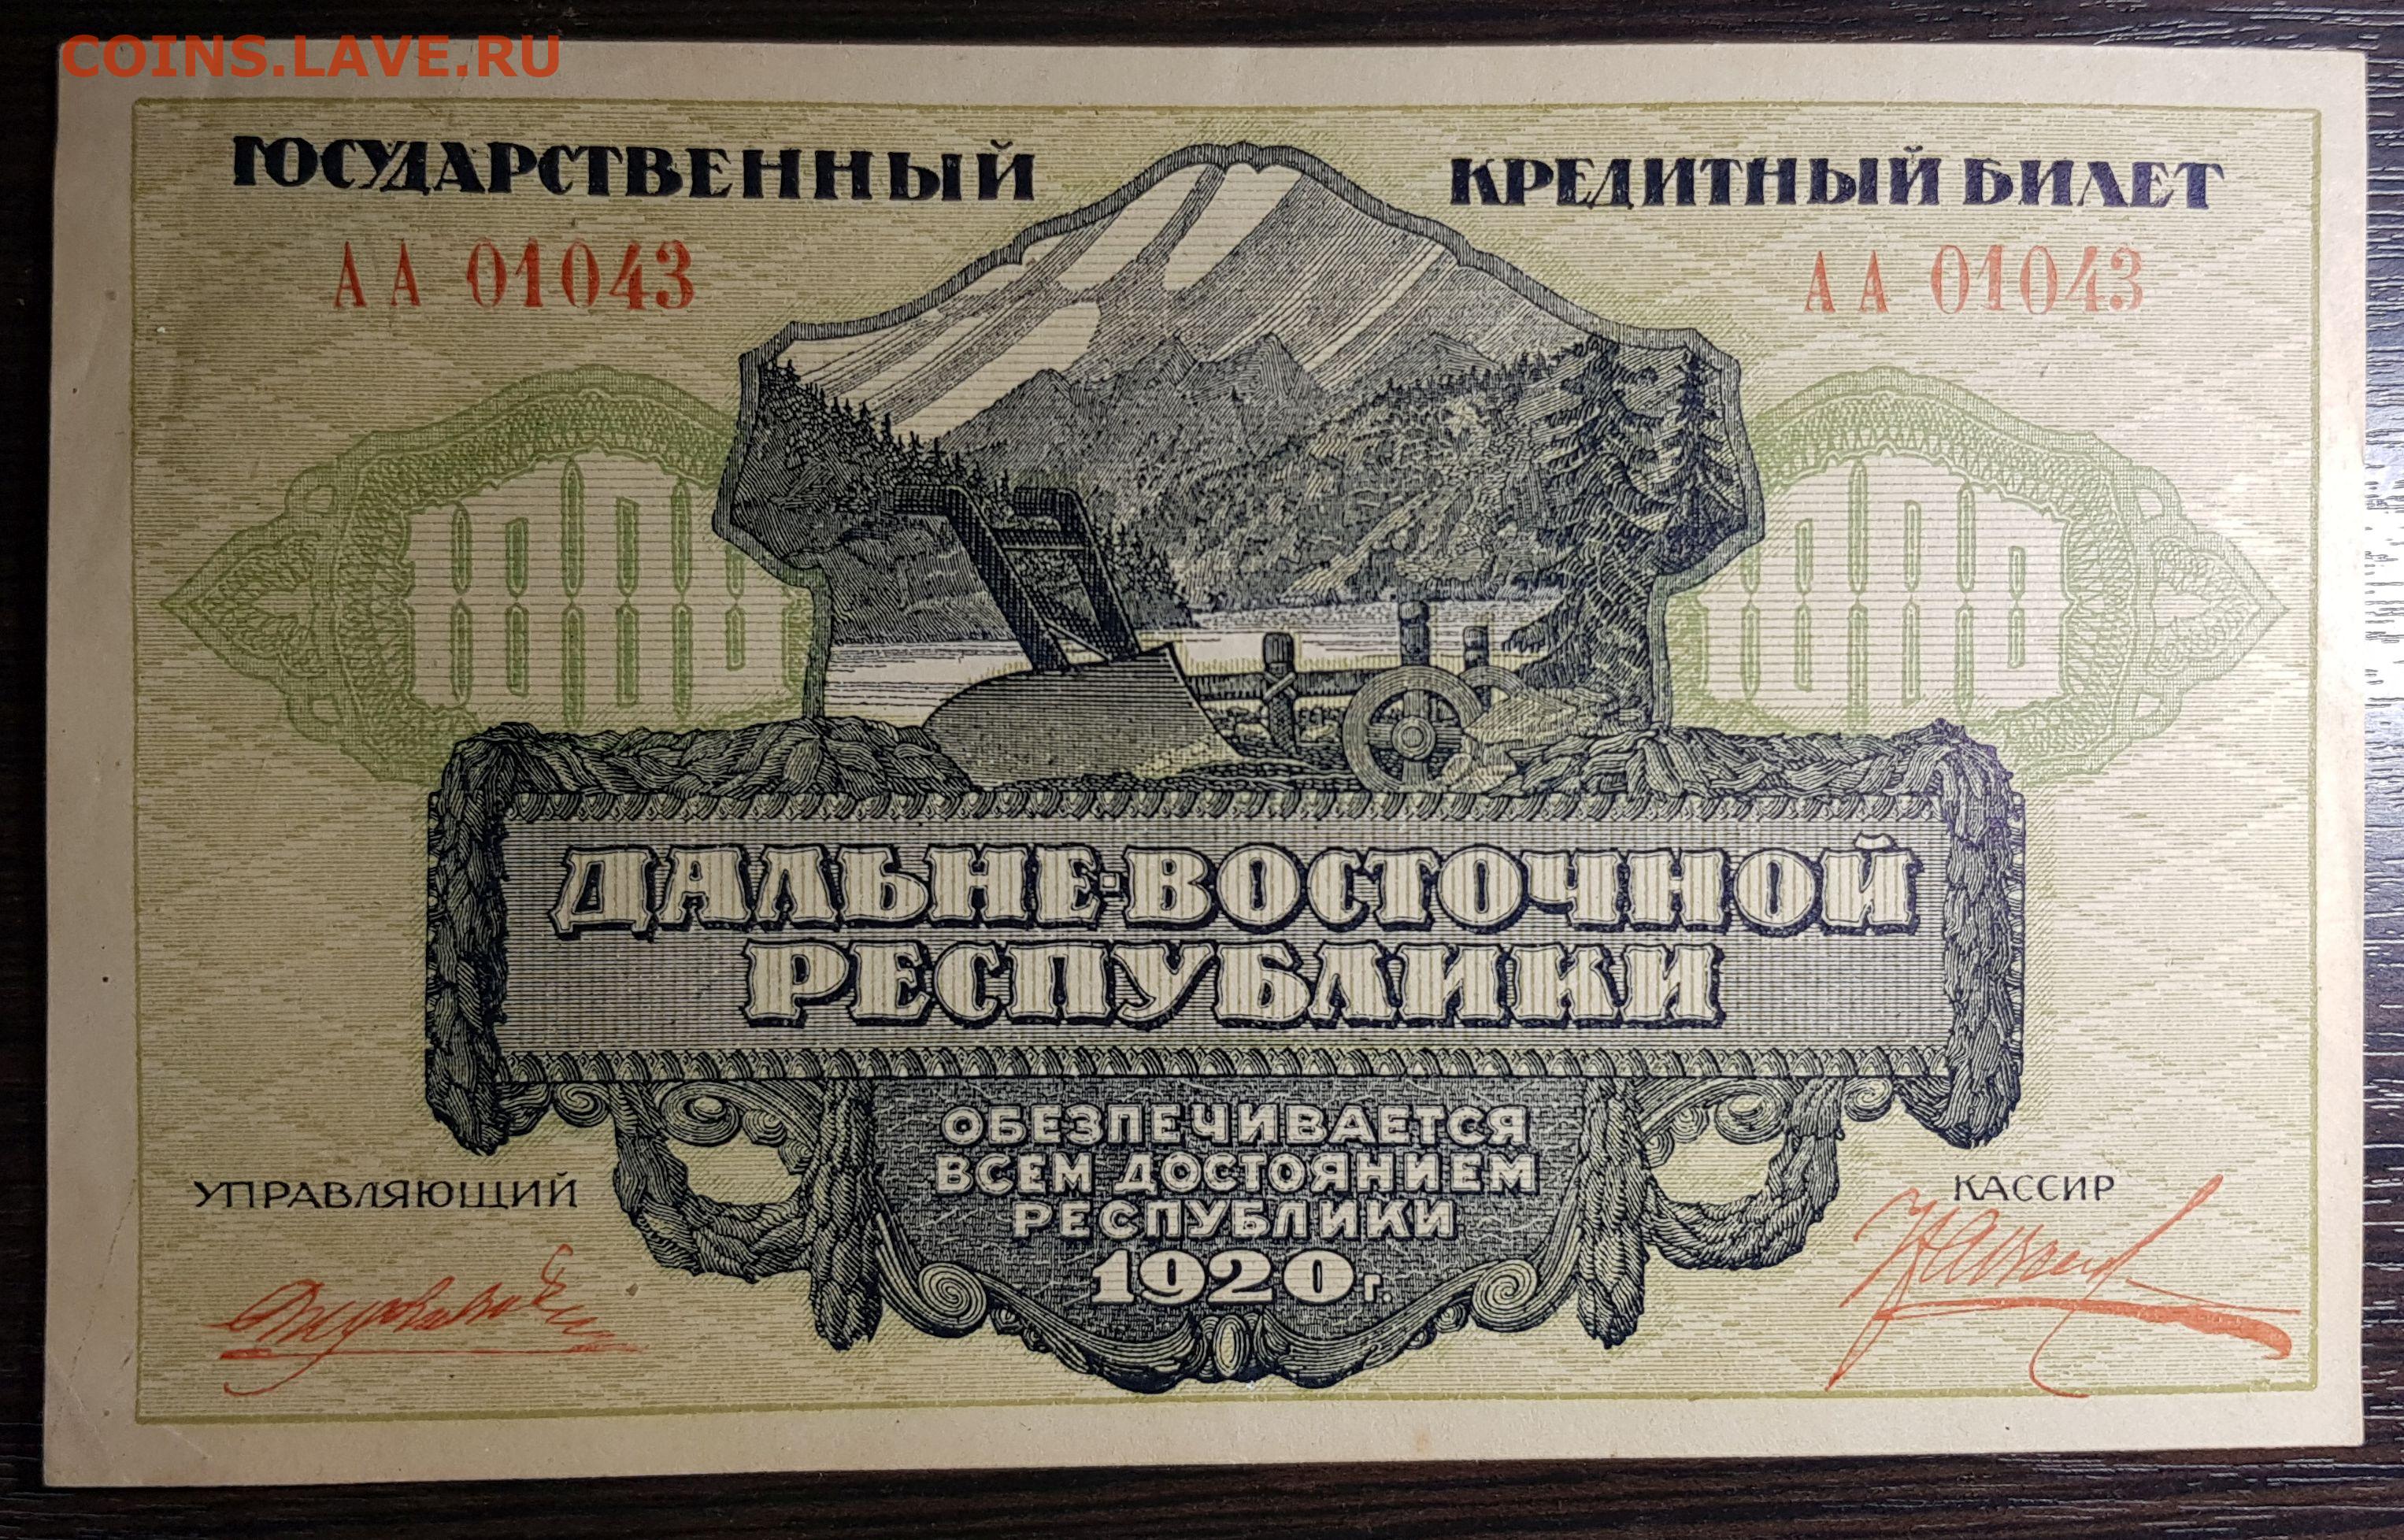 COINS.LAVE.RU
ГОСУДАРСТВЕННЫЙ КРЕДИТНЫЙ БИЛЕТ
АА 01043 АА 01043
1000 1000
ДАЛЬНЕ-ВОСТОЧНОЙ
РЕСПУБЛИКИ
ОБЕЗПЕЧИВАЕТСЯ
ВСЕМ ДОСТОЯНИЕМ
РЕСПУБЛИКИ
1920 г.
УПРАВЛЯЮЩИЙ КАССИР